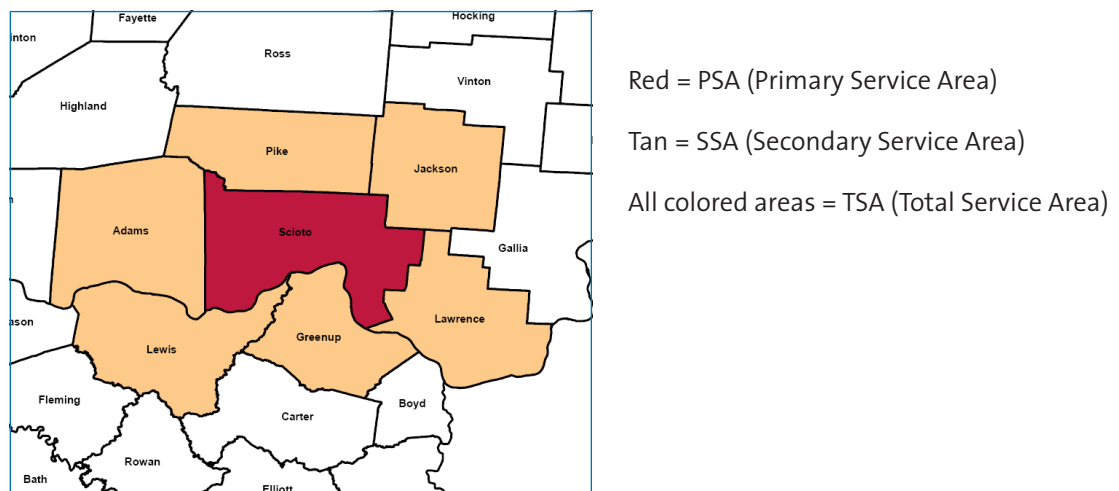 Fayette
Hocking
inton
Ross
Vinton
Highland
Pike
Jackson
Adams
Scioto
Gallia
ason
Lawrence
Greenup
Lewis
Fleming
Boyd
Carter
Rowan
Bath
Elliott
Red = PSA (Primary Service Area)
Tan = SSA (Secondary Service Area)
All colored areas = TSA (Total Service Area)